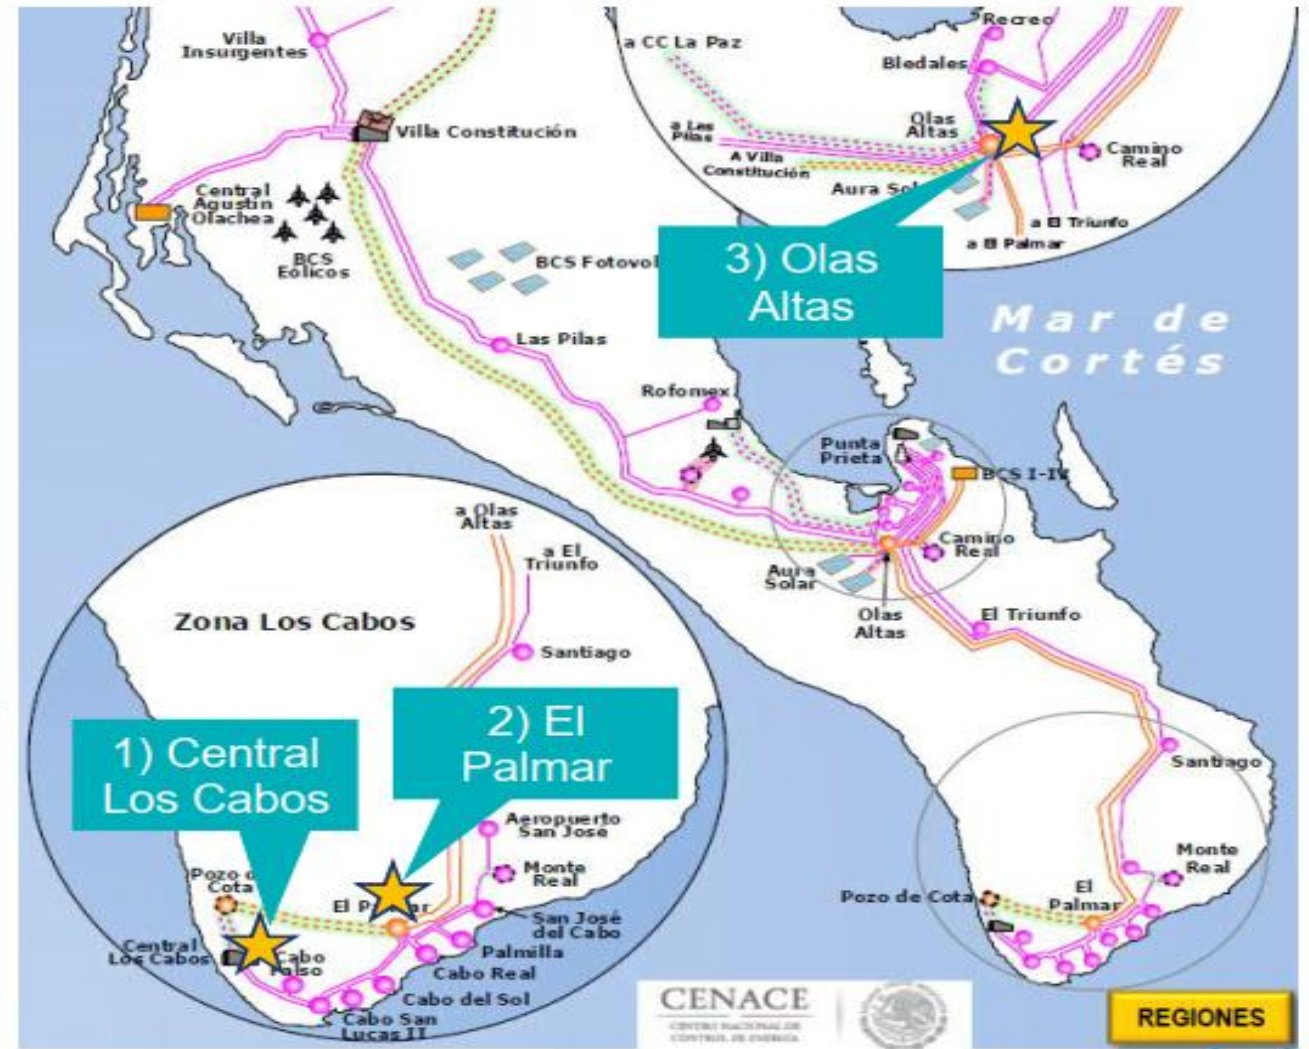 Villa
Insurgentes
Villa Constitución
Central
Agustín
Olachea
BCS
Eólicos
BCS Fotovol
Las Pilas
Rofomex
a CC La Paz
Recreo
Bledales
Olas
Altas
a Las
Pilas
A Villa
Constitución
Camino
Real
Aura Sol
a El Triunfo
a El Palmar
3) Olas
Altas
Mar de
Cortés
Punta
Prieta
BCS I-IV
Camino
Real
Aura
Solar
Olas
Altas
El Triunfo
Santiago
Monte
Real
Pozo de Cota
El
Palmar
a Olas
Altas
a El
Triunfo
Zona Los Cabos
Santiago
1) Central
Los Cabos
2) El
Palmar
Aeropuerto
San José
Monte
Real
Pozo d
Cota
El P mar
San José
del Cabo
Central
Los Cabos
Cabo
Falso
Palmilla
Cabo Real
Cabo del Sol
Cabo San
Lucas II
CENACE
CENTRO NACIONAL DE
CONTROL DE ENERGÍA
REGIONES